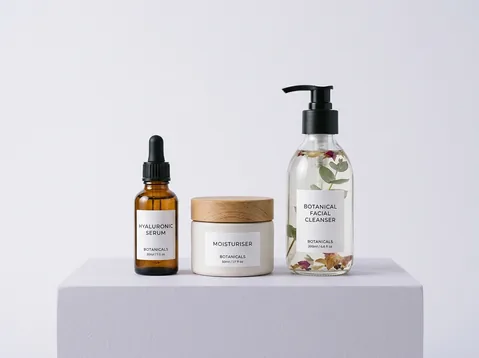 HYALURONIC
SERUM
BOTANICALS
MOISTURISER
BOTANICALS
BOTANICAL
FACIAL
CLEANSER
BOTANICALS